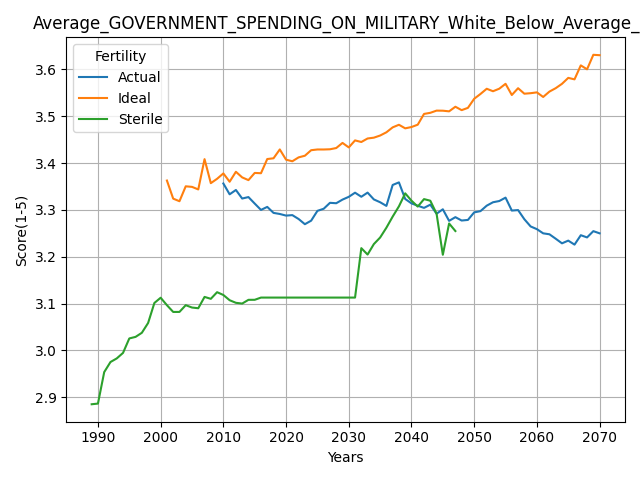 Average_GOVERNMENT_SPENDING_ON_MILITARY_White_Below_Average_
Fertility
Actual
Ideal
Sterile
Score(1-5)
3.6
3.5
3.4
3.3
3.2
3.1
3.0
2.9
1990 2000 2010 2020 2030 2040 2050 2060 2070
Years